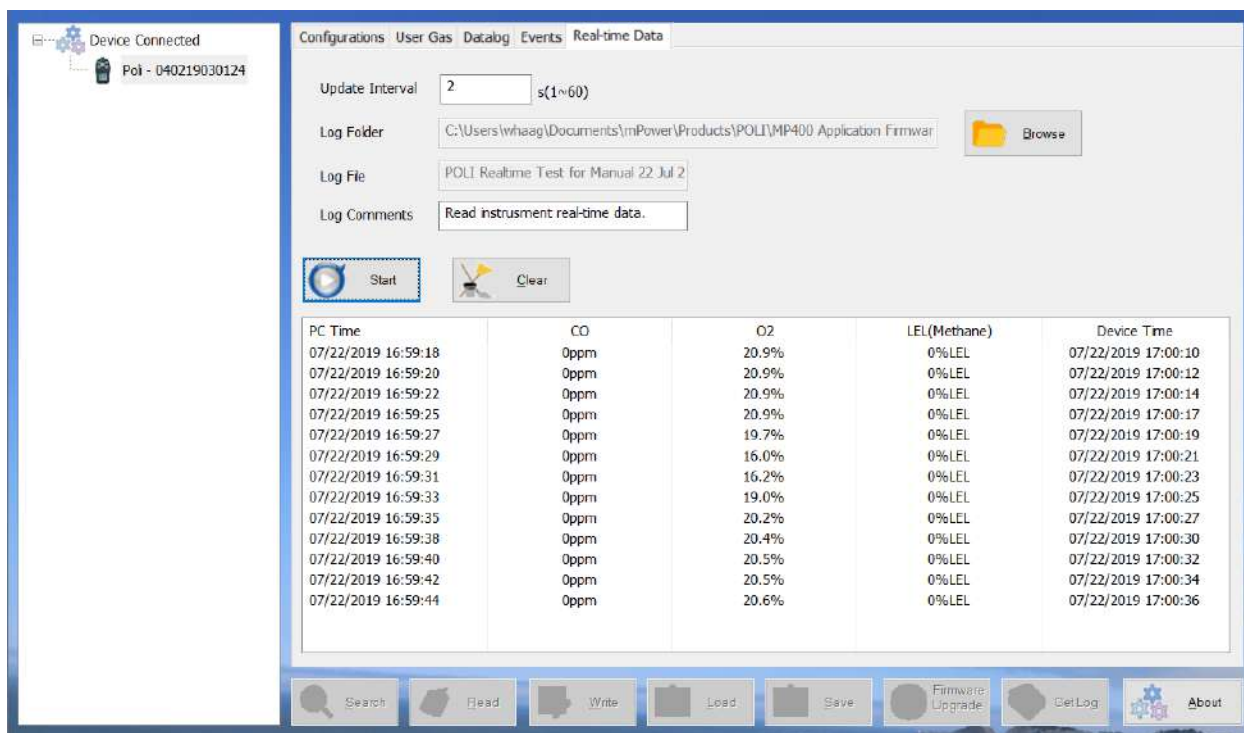 Device Connected
Poli - 040219030124
Configurations User Gas Datalog Events Real-time Data
Update Interval 2 s(1~60)
Log Folder C:\Users\whaag\Documents\mPower\Products\POLI\MP400 Application Firmwar Browse
Log File POLI Realtime Test for Manual 22 Jul 2
Log Comments Read instrusment real-time data.
Start Clear
PC Time CO O2 LEL(Methane) Device Time
07/22/2019 16:59:18 0ppm 20.9% 0%LEL 07/22/2019 17:00:10
07/22/2019 16:59:20 0ppm 20.9% 0%LEL 07/22/2019 17:00:12
07/22/2019 16:59:22 0ppm 20.9% 0%LEL 07/22/2019 17:00:14
07/22/2019 16:59:25 0ppm 20.9% 0%LEL 07/22/2019 17:00:17
07/22/2019 16:59:27 0ppm 19.7% 0%LEL 07/22/2019 17:00:19
07/22/2019 16:59:29 0ppm 16.0% 0%LEL 07/22/2019 17:00:21
07/22/2019 16:59:31 0ppm 16.2% 0%LEL 07/22/2019 17:00:23
07/22/2019 16:59:33 0ppm 19.0% 0%LEL 07/22/2019 17:00:25
07/22/2019 16:59:35 0ppm 20.2% 0%LEL 07/22/2019 17:00:27
07/22/2019 16:59:38 0ppm 20.4% 0%LEL 07/22/2019 17:00:30
07/22/2019 16:59:40 0ppm 20.5% 0%LEL 07/22/2019 17:00:32
07/22/2019 16:59:42 0ppm 20.5% 0%LEL 07/22/2019 17:00:34
07/22/2019 16:59:44 0ppm 20.6% 0%LEL 07/22/2019 17:00:36
Search Read Write Load Save Firmware Upgrade GetLog About